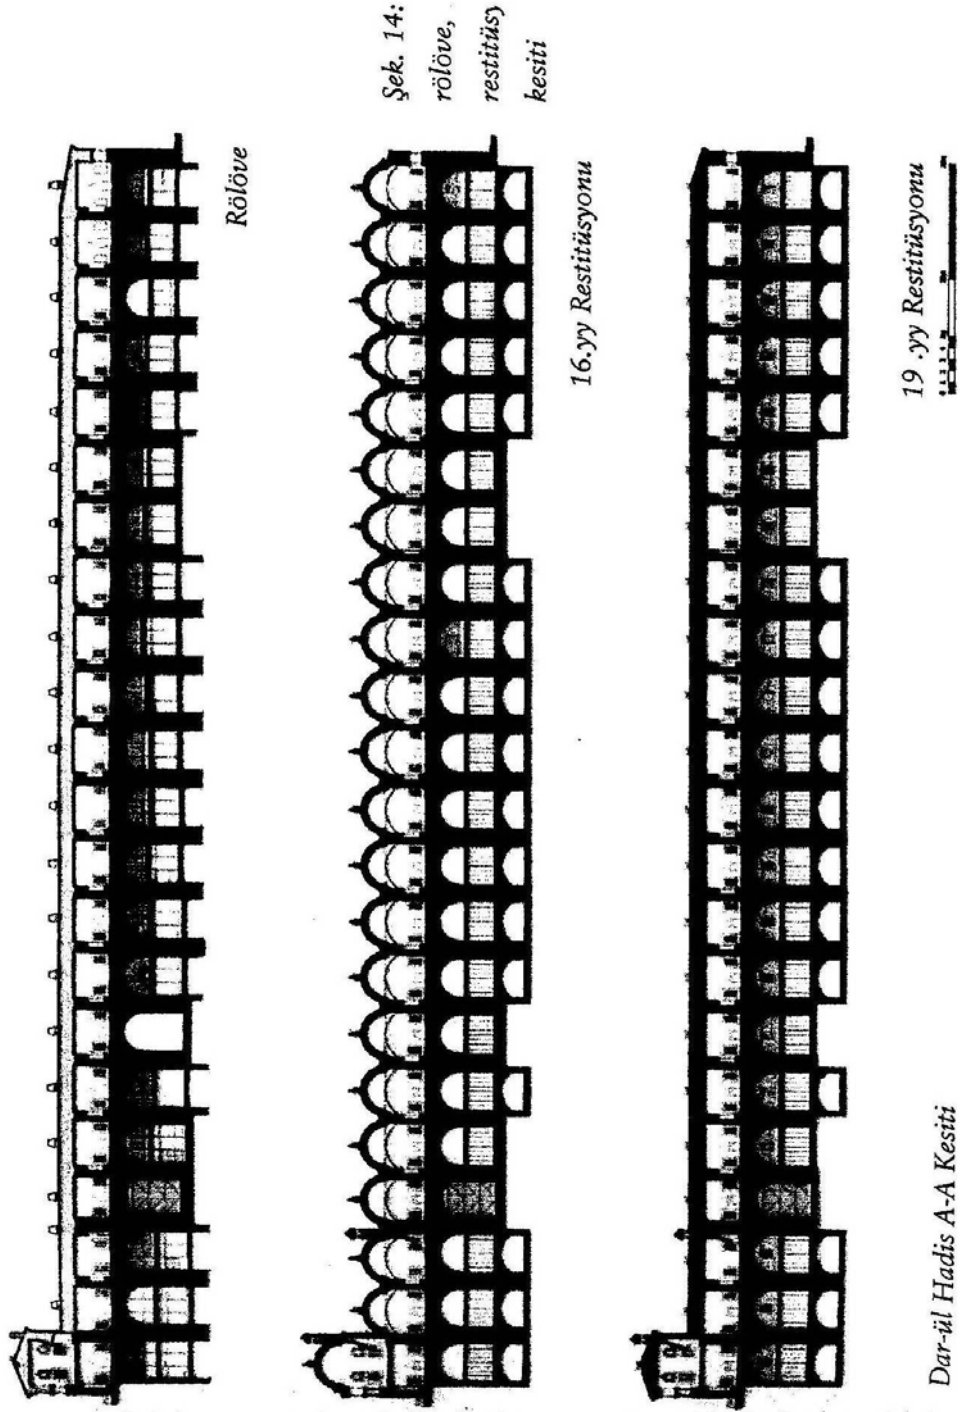 Şek. 14:
rölöve,
restitüsy
kesiti
Rölöve
16.yy Restitüsyonu
19 .yy Restitüsyonu
Dar-ül Hadis A-A Kesiti